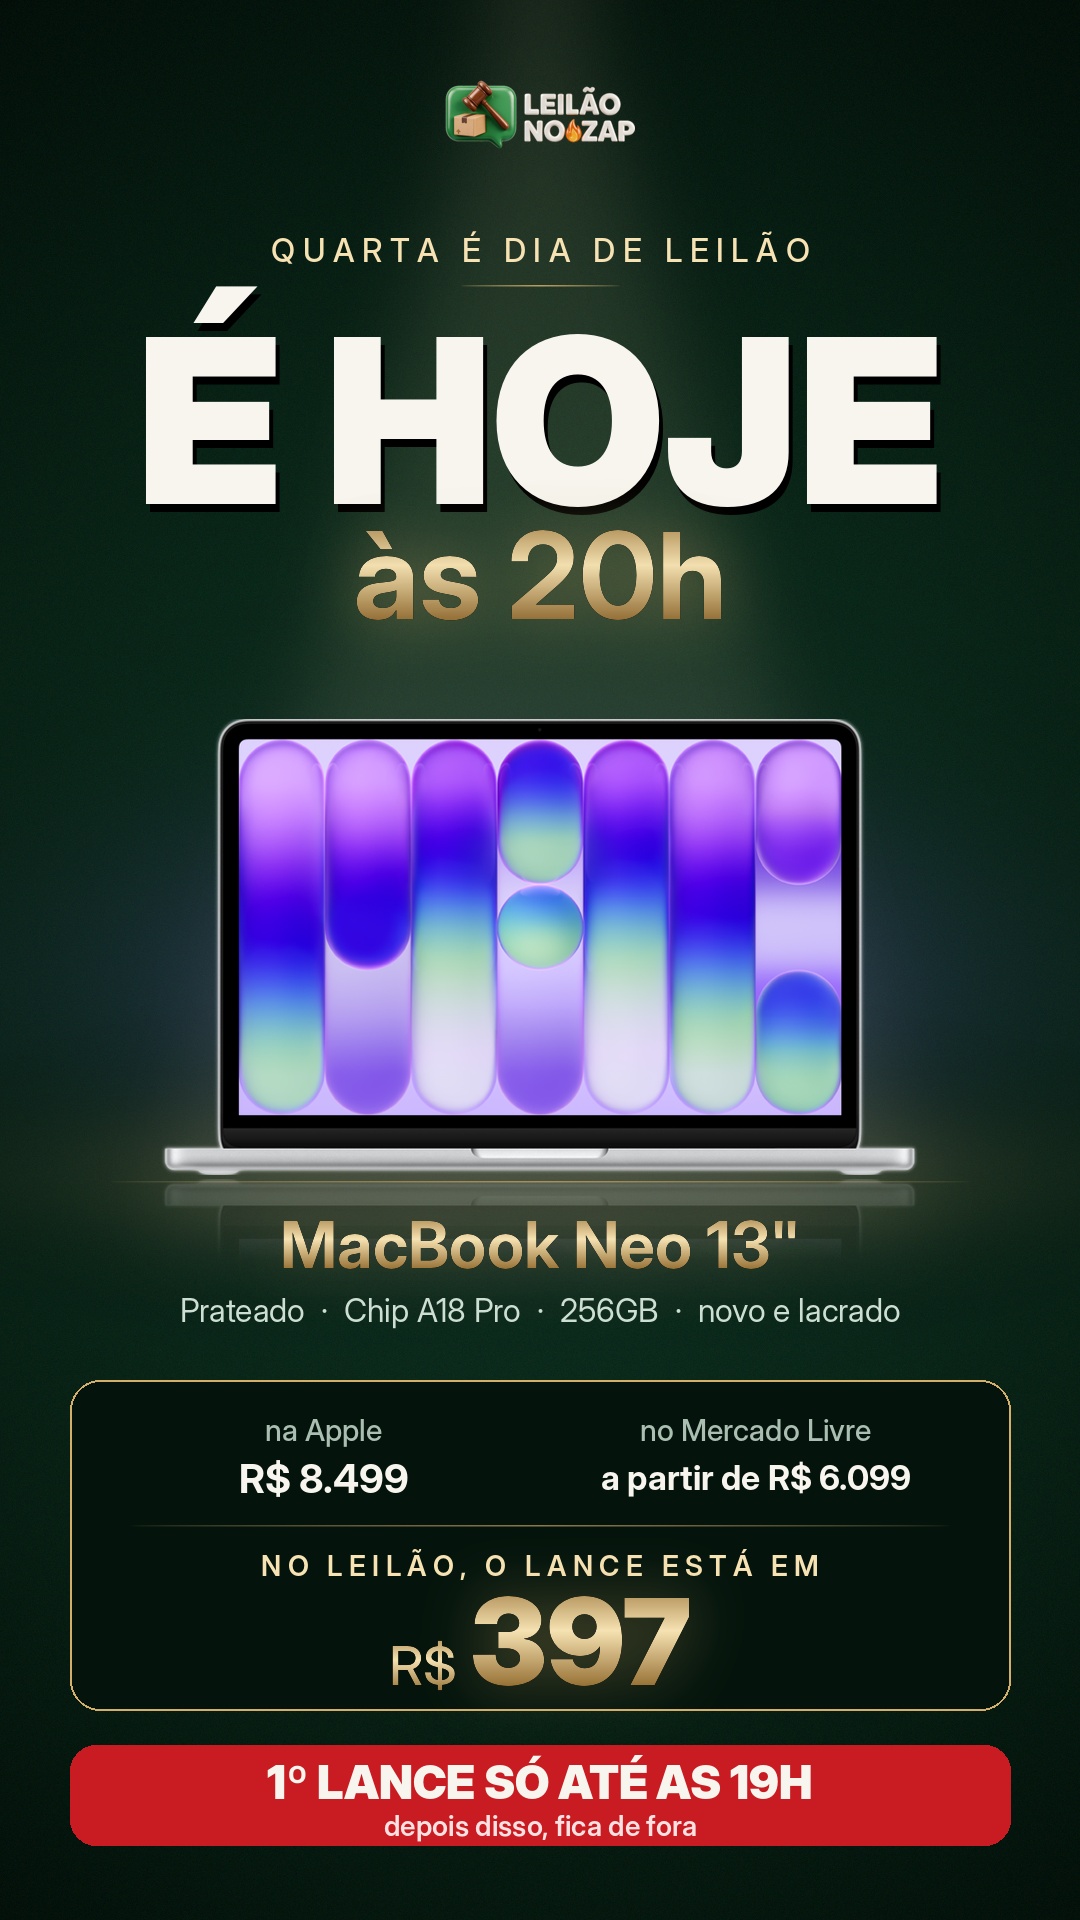 LEILÃO
NO ZAP
QUARTA É DIA DE LEILÃO
É HOJE
às 20h
MacBook Neo 13"
Prateado · Chip A18 Pro · 256GB · novo e lacrado
na Apple
R$ 8.499
no Mercado Livre
a partir de R$ 6.099
NO LEILÃO, O LANCE ESTÁ EM
R$ 397
1º LANCE SÓ ATÉ AS 19H
depois disso, fica de fora